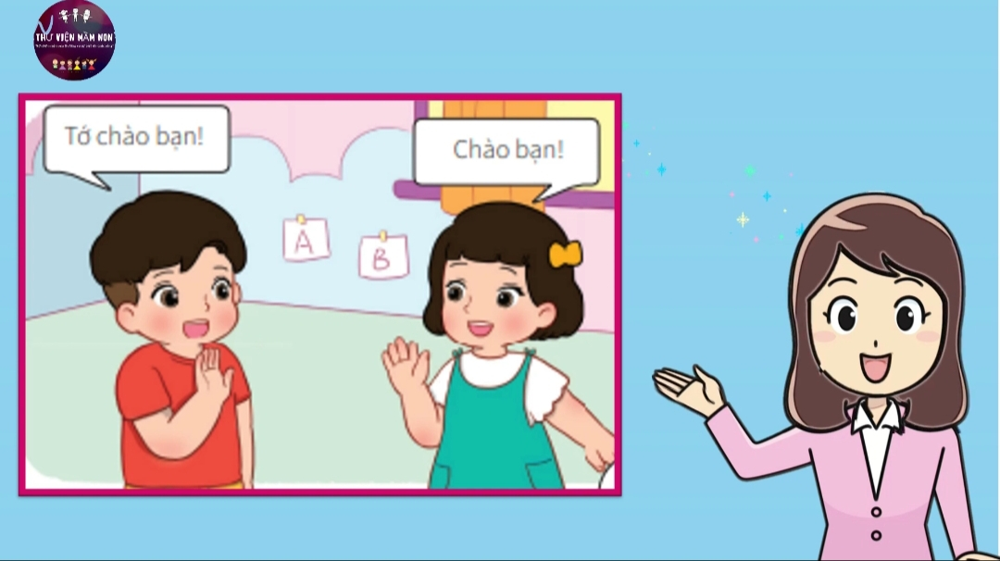 THƯ VIỆN MẦM NON
Tớ chào bạn!
Chào bạn!
A
B